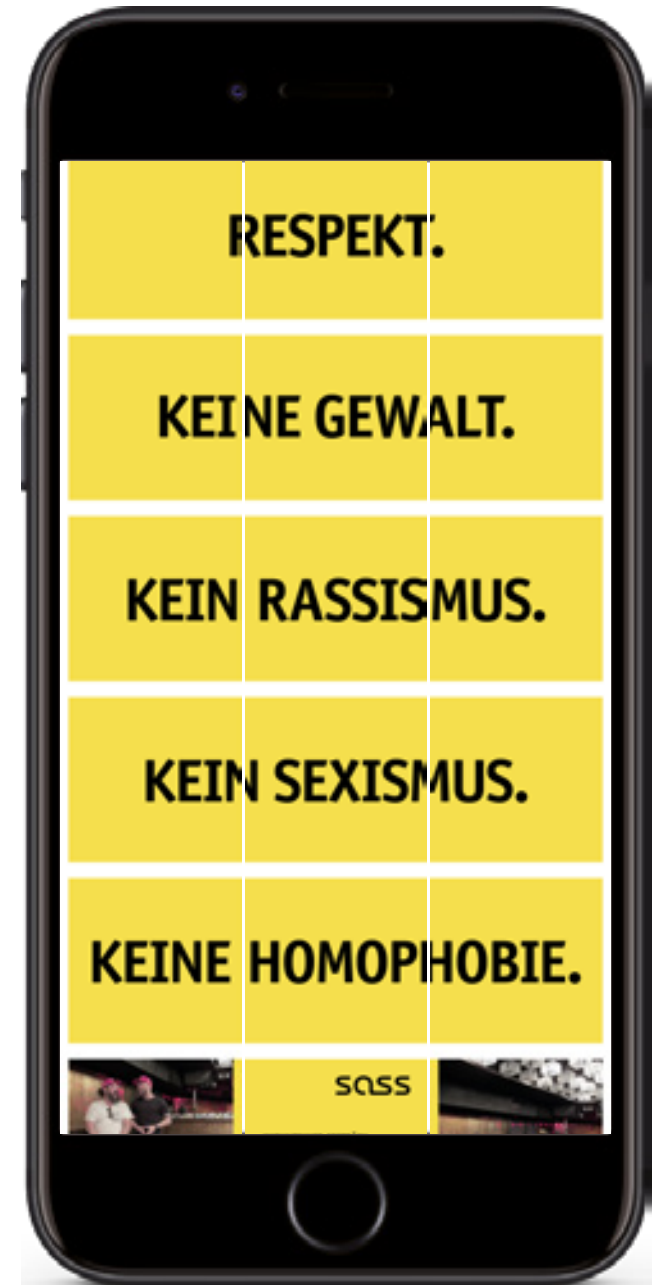 RESPEKT.
KEINE GEWALT.
KEIN RASSISMUS.
KEIN SEXISMUS.
KEINE HOMOPHOBIE.
sass